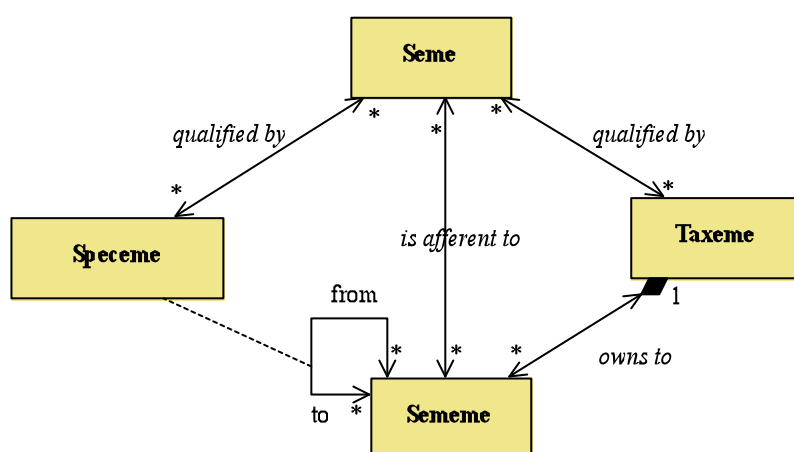 Seme
*
*
*
qualified by
qualified by
*
*
Taxeme
is afferent to
Speceme
from
1
*
*
*
owns to
to
*
Sememe